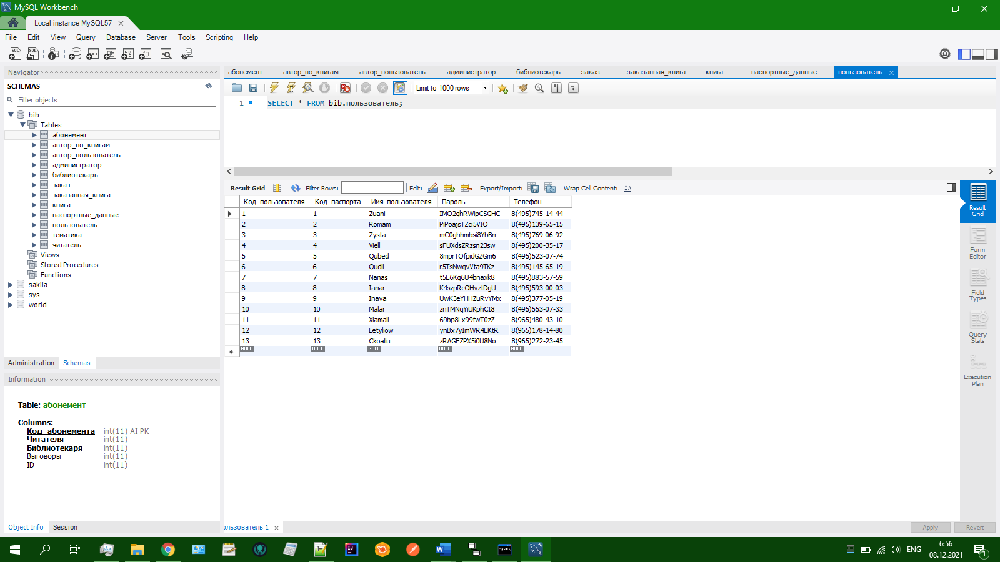 MySQL Workbench
Local instance MySQL57
File Edit View Query Database Server Tools Scripting Help
Navigator
SCHEMAS
Filter objects
bib
Tables
абонемент
автор_по_книгам
автор_пользователь
администратор
библиотекарь
заказ
заказанная_книга
книга
паспортные_данные
пользователь
тематика
читатель
Views
Stored Procedures
Functions
sakila
sys
world
Administration Schemas
Information
Table: абонемент
Columns:
Код_абонемента int(11) AI PK
Читателя int(11)
Библиотекаря int(11)
Выговоры int(11)
ID int(11)
Object Info Session
абонемент автор_по_книгам автор_пользователь администратор библиотекарь заказ заказанная_книга книга паспортные_данные пользователь
Limit to 1000 rows
1 SELECT * FROM bib.пользователь;
Result Grid Filter Rows: Edit: Export/Import: Wrap Cell Content:
Код_пользователя Код_паспорта Имя_пользователя Пароль Телефон
1 1 Zuani IMO2qhRWipCSGHC 8(495)745-14-44
2 2 Romam PiPoajsTZci5VIO 8(495)139-65-15
3 3 Zysta mC0ghhmbsi8YbBn 8(495)769-06-92
4 4 Viell sFUXdsZRzsn23sw 8(495)200-35-17
5 5 Qubed 8mprTOfpidGZGm6 8(495)523-07-74
6 6 Qudil r5TsNwqvVta9TKz 8(495)145-65-19
7 7 Nanas t5E6Kq6U4bnaxk8 8(495)883-57-59
8 8 Ianar K4szpRcOHvztDgU 8(495)593-00-03
9 9 Inava UwK3eYHHZuRvYMx 8(495)377-05-19
10 10 Malar znTMNqYiUKphCI8 8(495)553-07-33
11 11 Xiamall 69bp8Lx99fwT0zZ 8(965)480-43-10
12 12 Letyliow ynBx7yImWR4EKtR 8(965)178-14-80
13 13 Ckoallu zRAGEZPX5i0U8No 8(965)272-23-45
NULL NULL NULL NULL NULL
Result Grid
Form Editor
Field Types
Query Stats
Execution Plan
ользователь 1
Apply Revert
ENG
6:56
08.12.2021
1